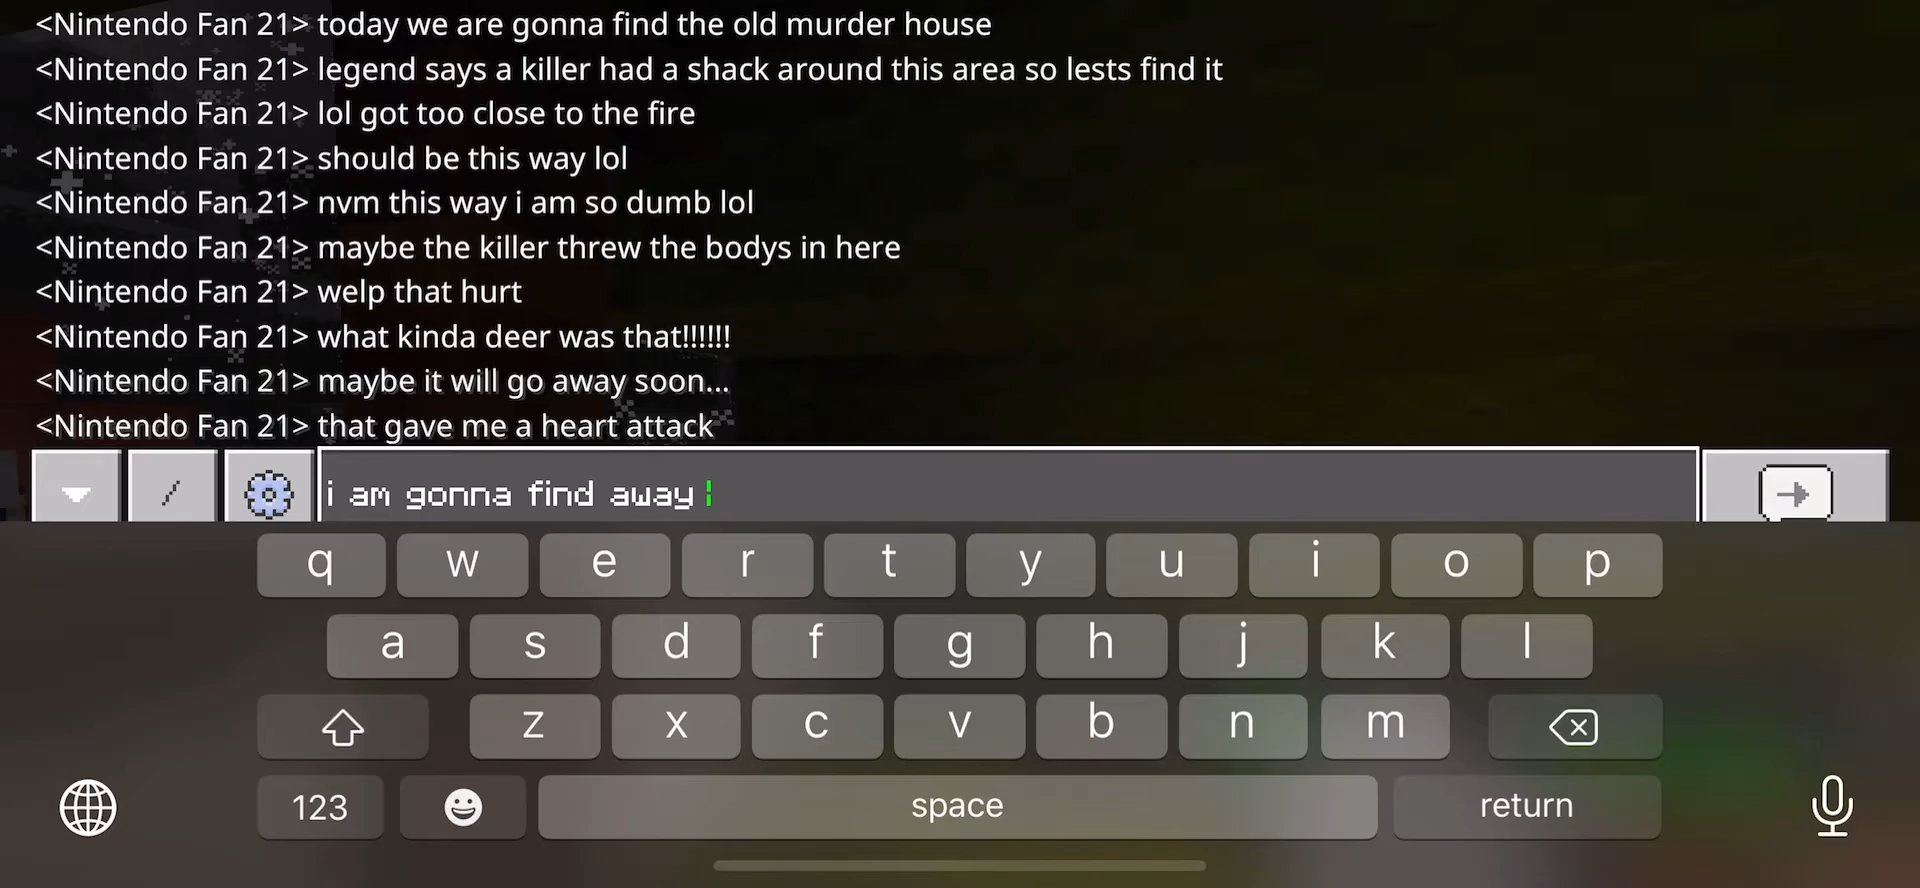 <Nintendo Fan 21> today we are gonna find the old murder house
<Nintendo Fan 21> legend says a killer had a shack around this area so lests find it
<Nintendo Fan 21> lol got too close to the fire
<Nintendo Fan 21> should be this way lol
<Nintendo Fan 21> nvm this way i am so dumb lol
<Nintendo Fan 21> maybe the killer threw the bodys in here
<Nintendo Fan 21> welp that hurt
<Nintendo Fan 21> what kinda deer was that!!!!!!
<Nintendo Fan 21> maybe it will go away soon...
<Nintendo Fan 21> that gave me a heart attack
/ i am gonna find away
q w e r t y u i o p
a s d f g h j k l
z x c v b n m
123 space return